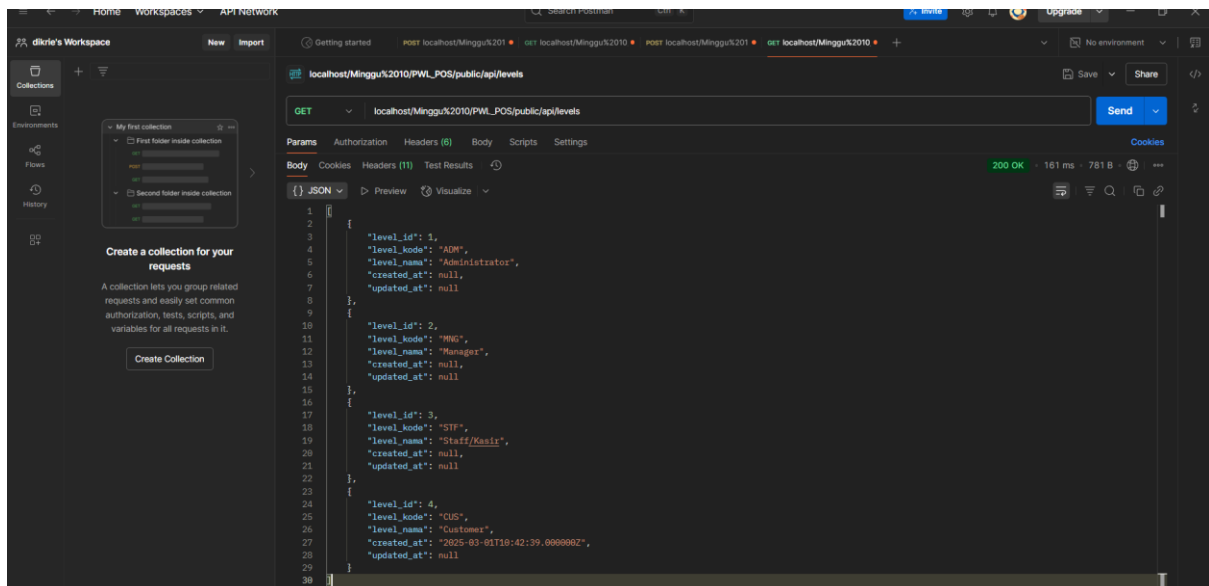 Home Workspaces API Network
Search Postman Ctrl K
Invite
Upgrade
dikrie's Workspace
New Import
Getting started
POST localhost/Minggu%201
GET localhost/Minggu%2010
POST localhost/Minggu%201
GET localhost/Minggu%2010
No environment
Collections
Environments
Flows
History
My first collection
First folder inside collection
GET
POST
GET
Second folder inside collection
GET
GET
Create a collection for your
requests
A collection lets you group related
requests and easily set common
authorization, tests, scripts, and
variables for all requests in it.
Create Collection
localhost/Minggu%2010/PWL_POS/public/api/levels
Save Share
GET localhost/Minggu%2010/PWL_POS/public/api/levels
Send
Params Authorization Headers (6) Body Scripts Settings
Cookies
Body Cookies Headers (11) Test Results
200 OK · 161 ms · 781 B
{} JSON Preview Visualize
1 [
2 {
3 "level_id": 1,
4 "level_kode": "ADM",
5 "level_nama": "Administrator",
6 "created_at": null,
7 "updated_at": null
8 },
9 {
10 "level_id": 2,
11 "level_kode": "MNG",
12 "level_nama": "Manager",
13 "created_at": null,
14 "updated_at": null
15 },
16 {
17 "level_id": 3,
18 "level_kode": "STF",
19 "level_nama": "Staff/Kasir",
20 "created_at": null,
21 "updated_at": null
22 },
23 {
24 "level_id": 4,
25 "level_kode": "CUS",
26 "level_nama": "Customer",
27 "created_at": "2025-03-01T10:42:39.000000Z",
28 "updated_at": null
29 }
30 ]